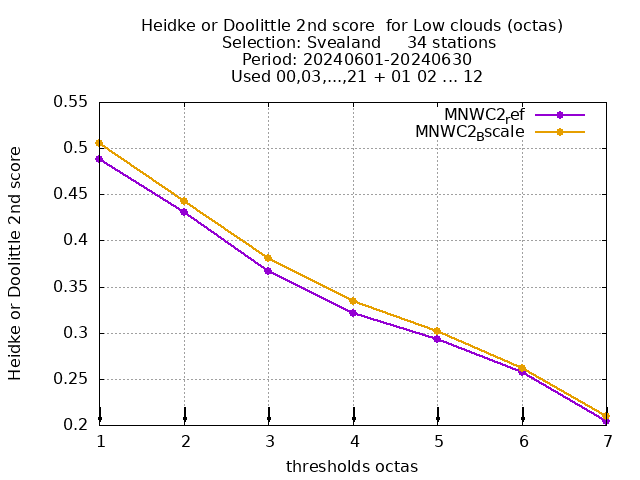 Heidke or Doolittle 2nd score  for Low clouds (octas)
Selection: Svealand     34 stations
Period: 20240601-20240630
Used 00,03,...,21 + 01 02 ... 12
MNWC2ref
MNWC2Bscale
Heidke or Doolittle 2nd score
0.55
0.5
0.45
0.4
0.35
0.3
0.25
0.2
1 2 3 4 5 6 7
thresholds octas